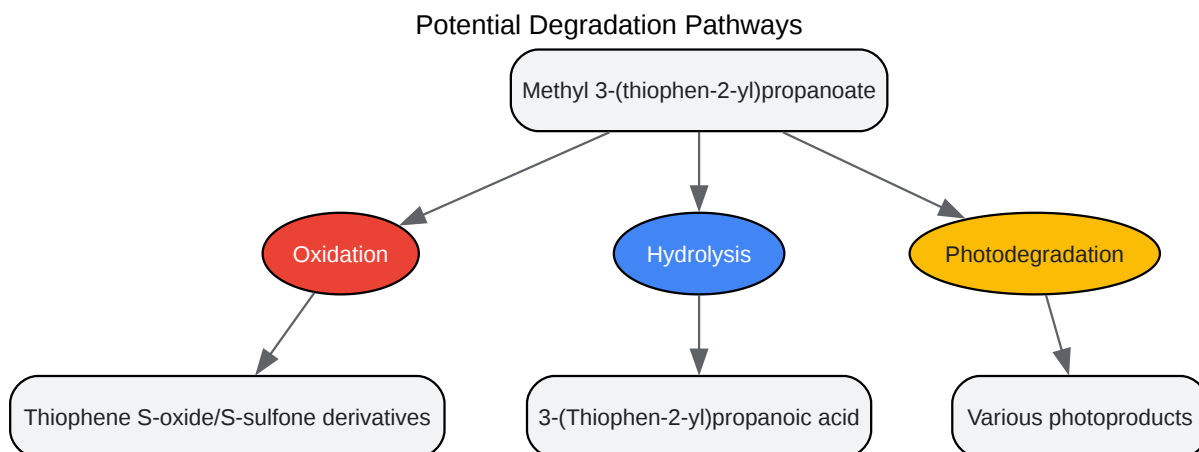 Potential Degradation Pathways
Methyl 3-(thiophen-2-yl)propanoate
Oxidation
Hydrolysis
Photodegradation
Thiophene S-oxide/S-sulfone derivatives
3-(Thiophen-2-yl)propanoic acid
Various photoproducts